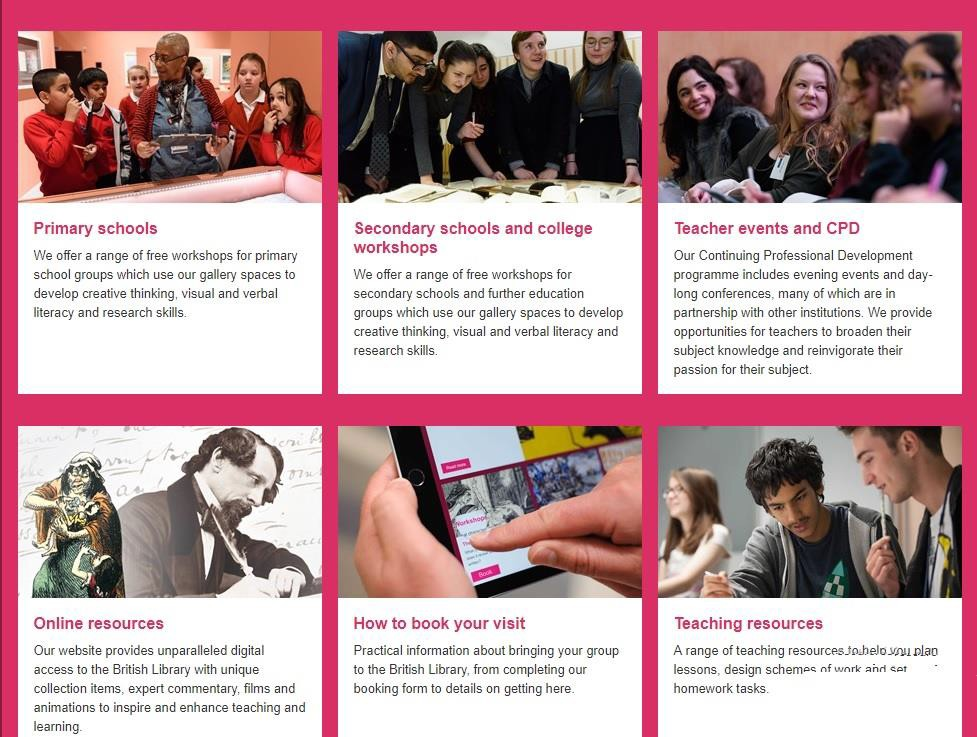 Primary schools
We offer a range of free workshops for primary
school groups which use our gallery spaces to
develop creative thinking, visual and verbal
literacy and research skills.
Secondary schools and college
workshops
We offer a range of free workshops for
secondary schools and further education
groups which use our gallery spaces to develop
creative thinking, visual and verbal literacy and
research skills.
Teacher events and CPD
Our Continuing Professional Development
programme includes evening events and day-
long conferences, many of which are in
partnership with other institutions. We provide
opportunities for teachers to broaden their
subject knowledge and reinvigorate their
passion for their subject.
Read more
Workshops
Book
Online resources
Our website provides unparalleled digital
access to the British Library with unique
collection items, expert commentary, films and
animations to inspire and enhance teaching and
learning.
How to book your visit
Practical information about bringing your group
to the British Library, from completing our
booking form to details on getting here.
Teaching resources
A range of teaching resources to help you plan
lessons, design schemes of work and set
homework tasks.